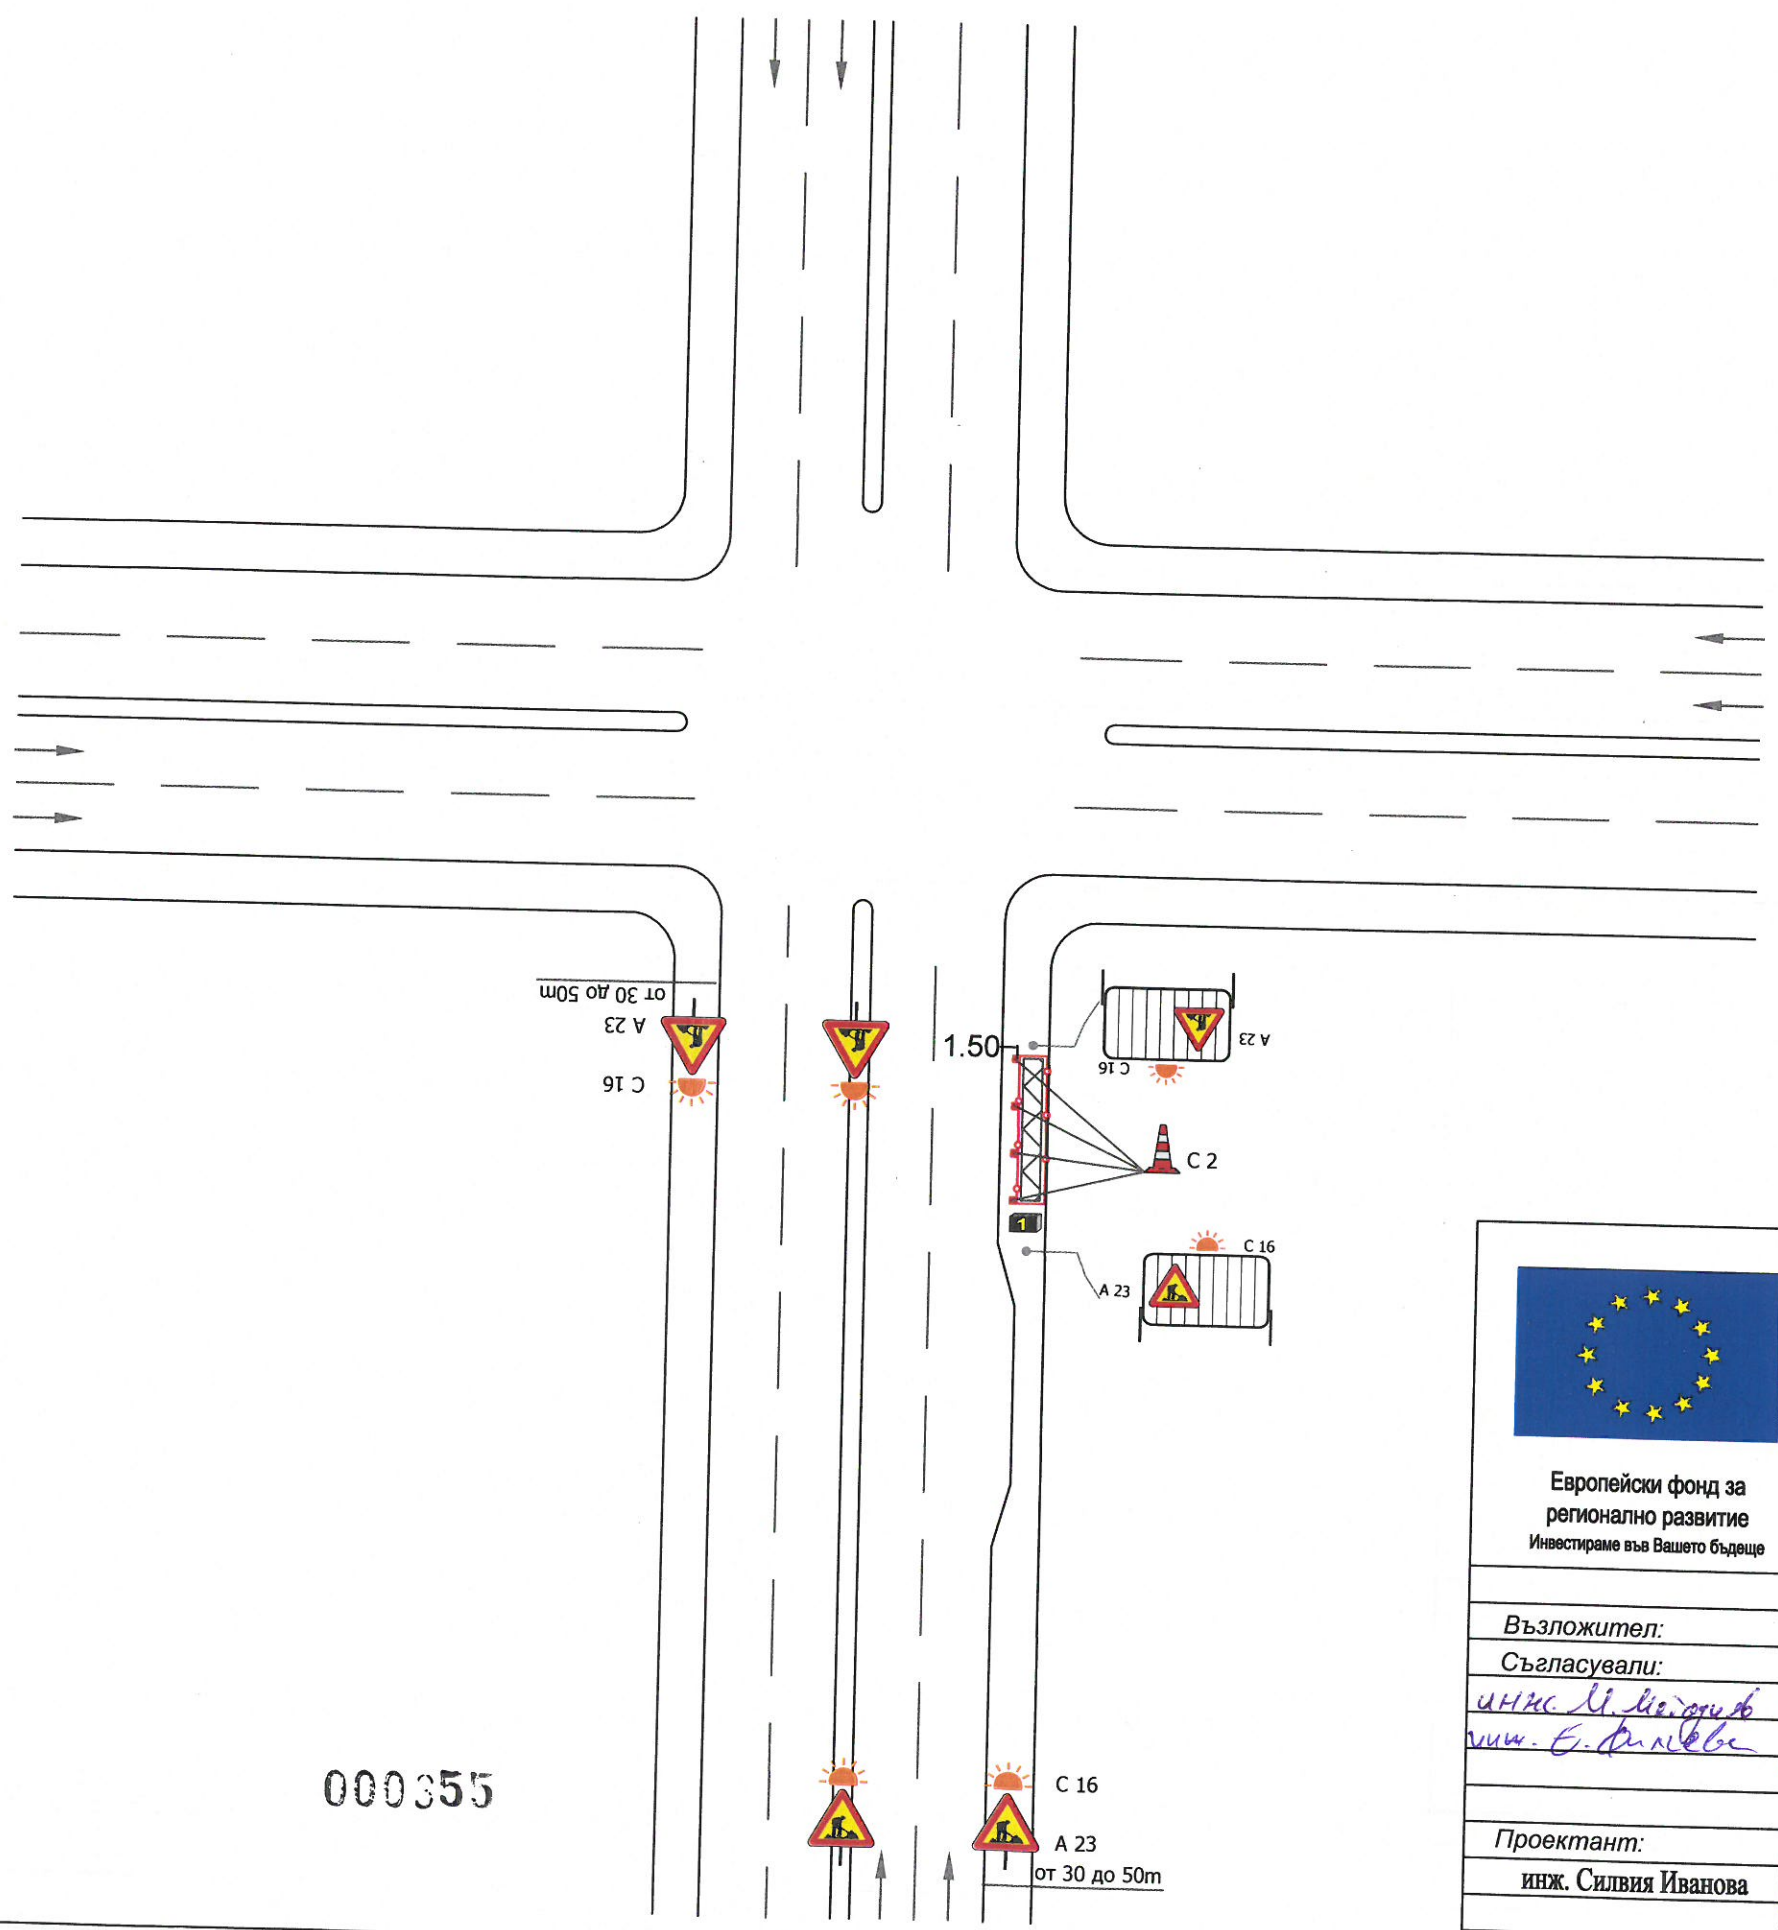 от 30 до 50m
А 23
С 16
1.50
А 23
С 16
С 2
1
С 16
А 23
Европейски фонд за
регионално развитие
Инвестираме във Вашето бъдеще
Възложител:
Съгласували:
инж. М.
инж. Е.
000355
С 16
А 23
от 30 до 50m
Проектант:
инж. Силвия Иванова